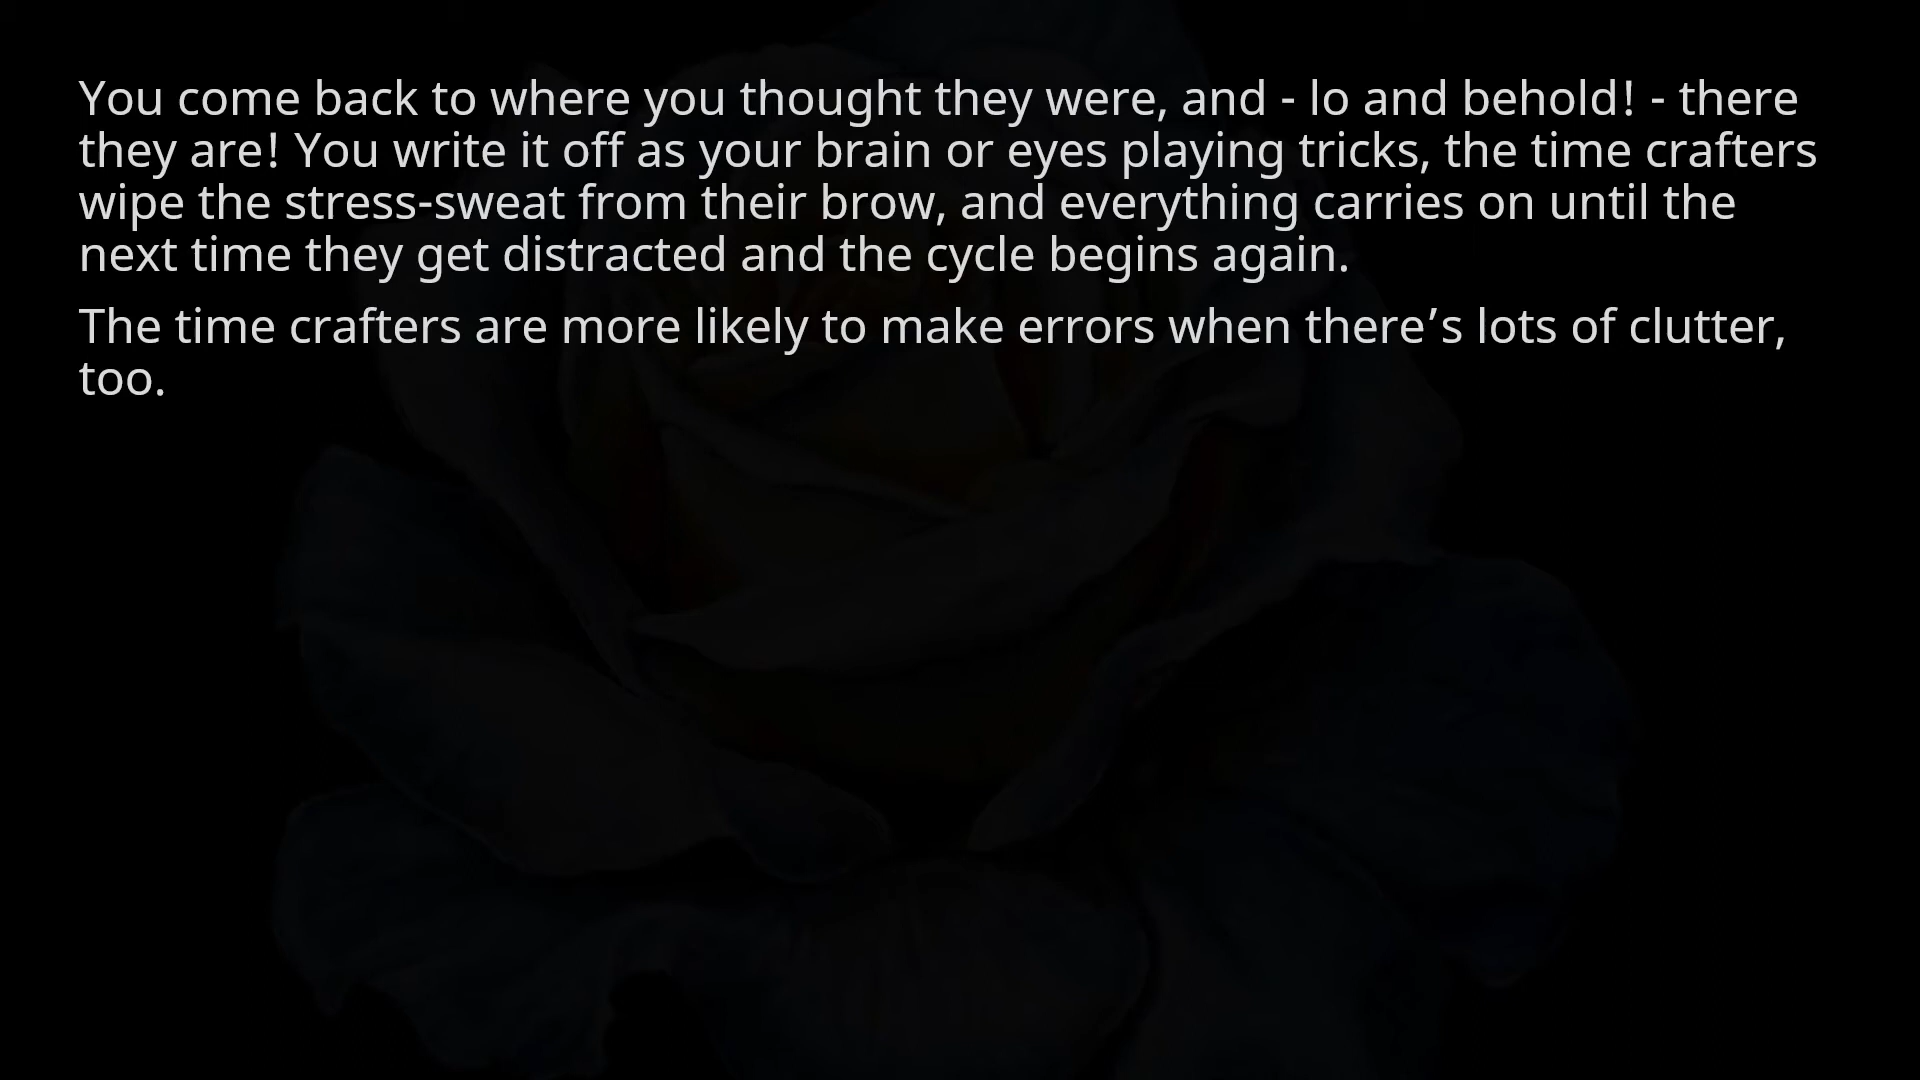 You come back to where you thought they were, and - lo and behold! - there
they are! You write it off as your brain or eyes playing tricks, the time crafters
wipe the stress-sweat from their brow, and everything carries on until the
next time they get distracted and the cycle begins again.
The time crafters are more likely to make errors when there’s lots of clutter,
too.